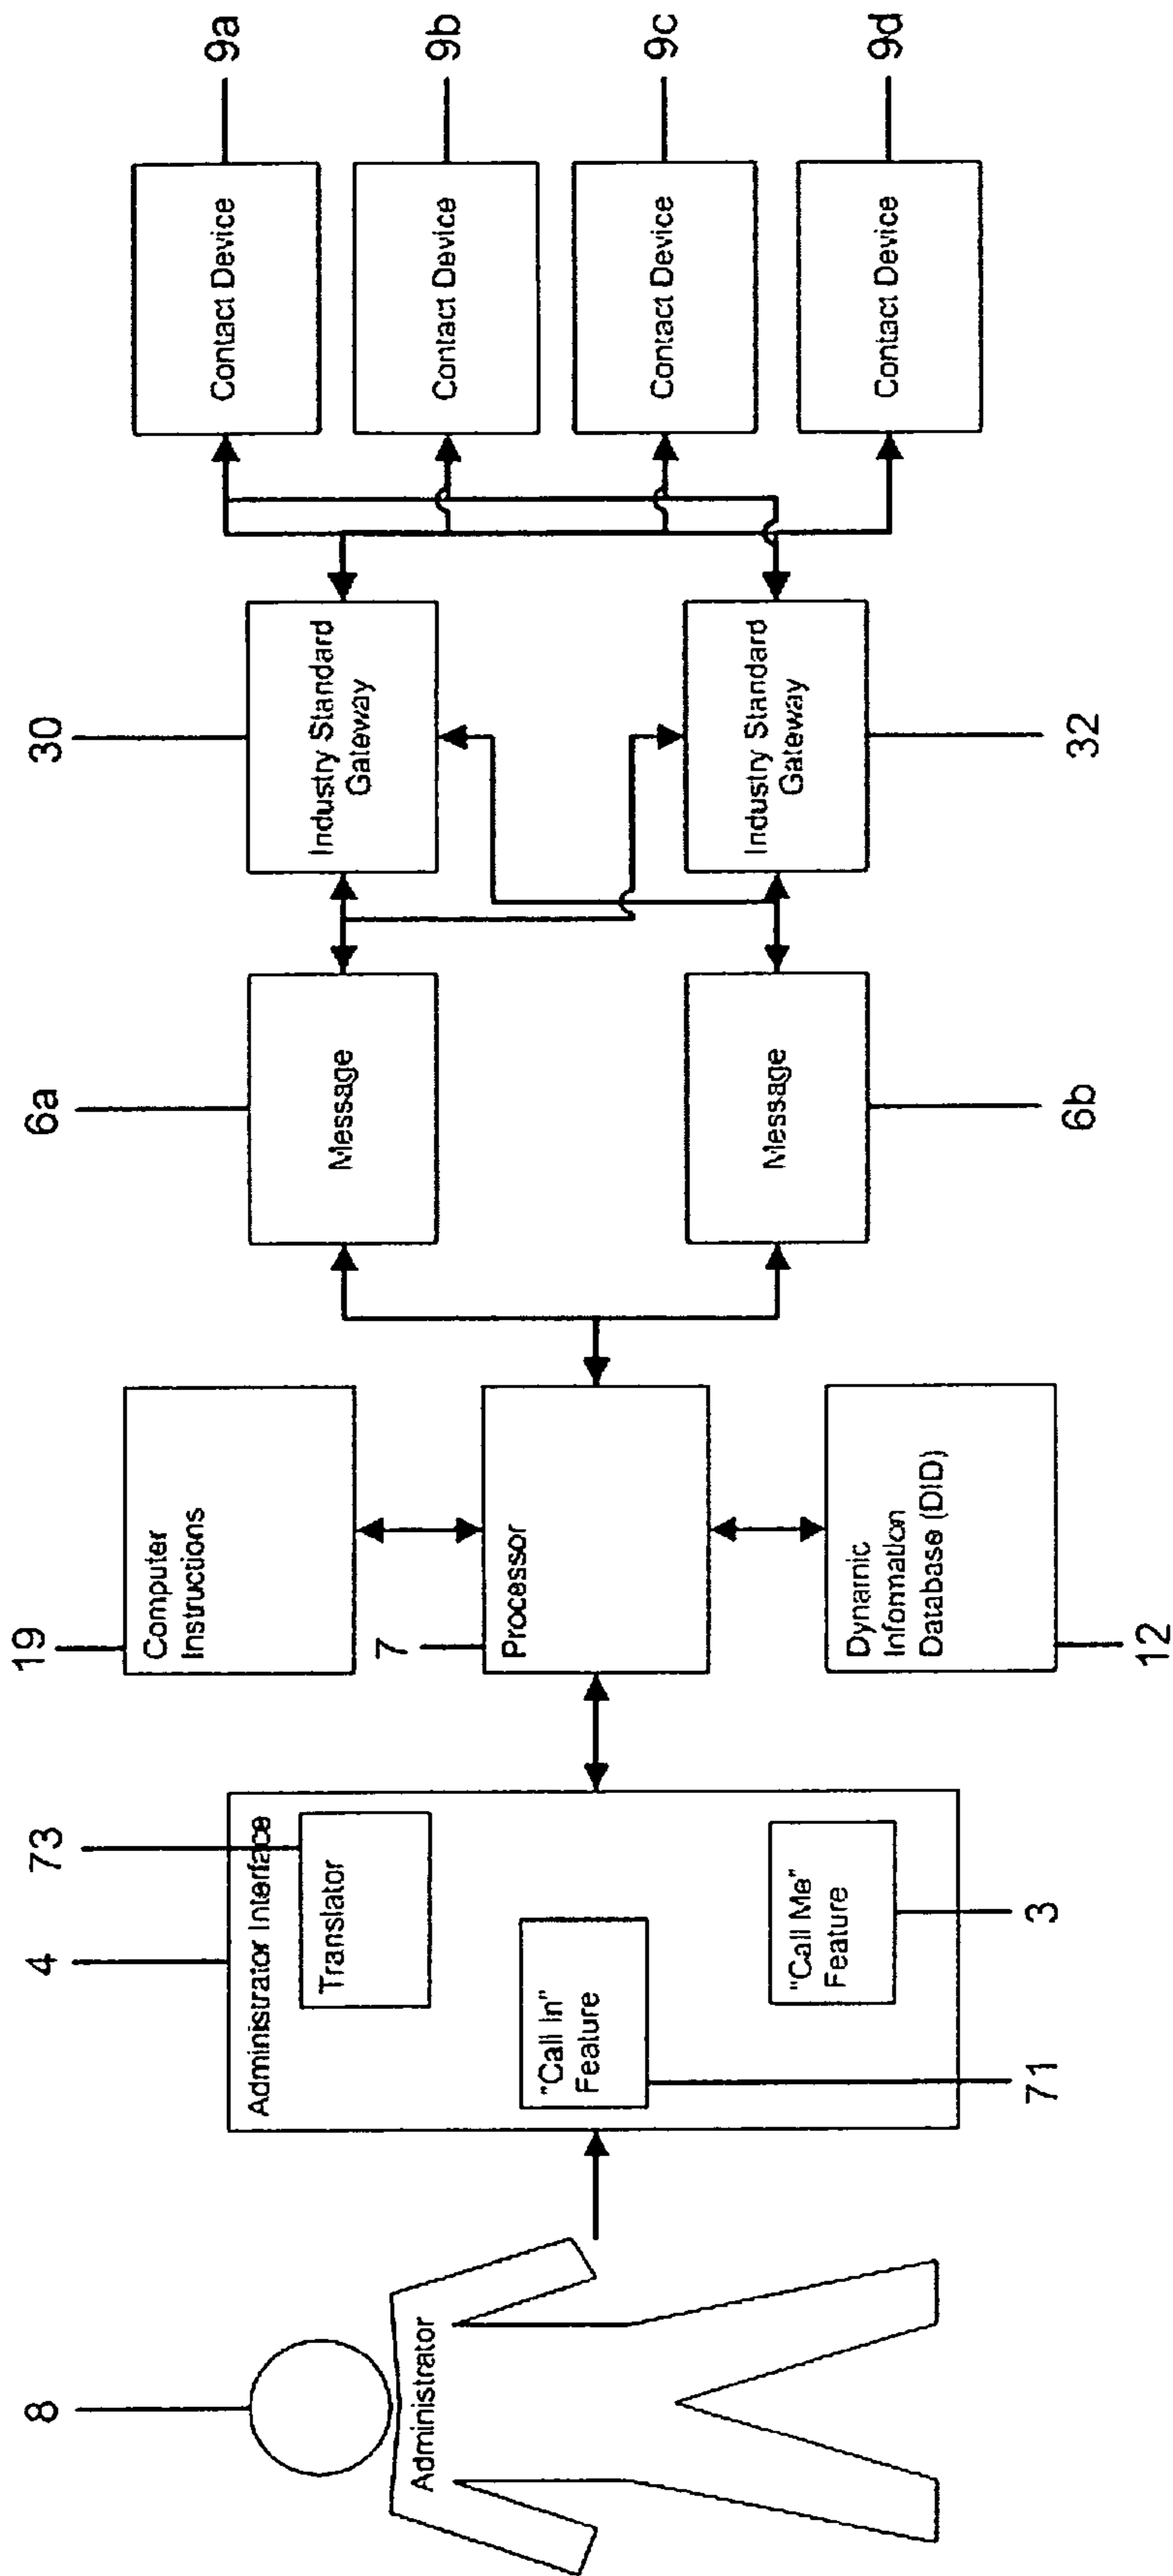 8
Administrator
4
73
Administrator Interface
Translator
"Call In"
Feature
"Call Me"
Feature
71
3
19
Computer
Instructions
7
Processor
Dynamic
Information
Database (DID)
12
6a
Message
Message
6b
30
Industry Standard
Gateway
Industry Standard
Gateway
32
Contact Device
9a
Contact Device
9b
Contact Device
9c
Contact Device
9d